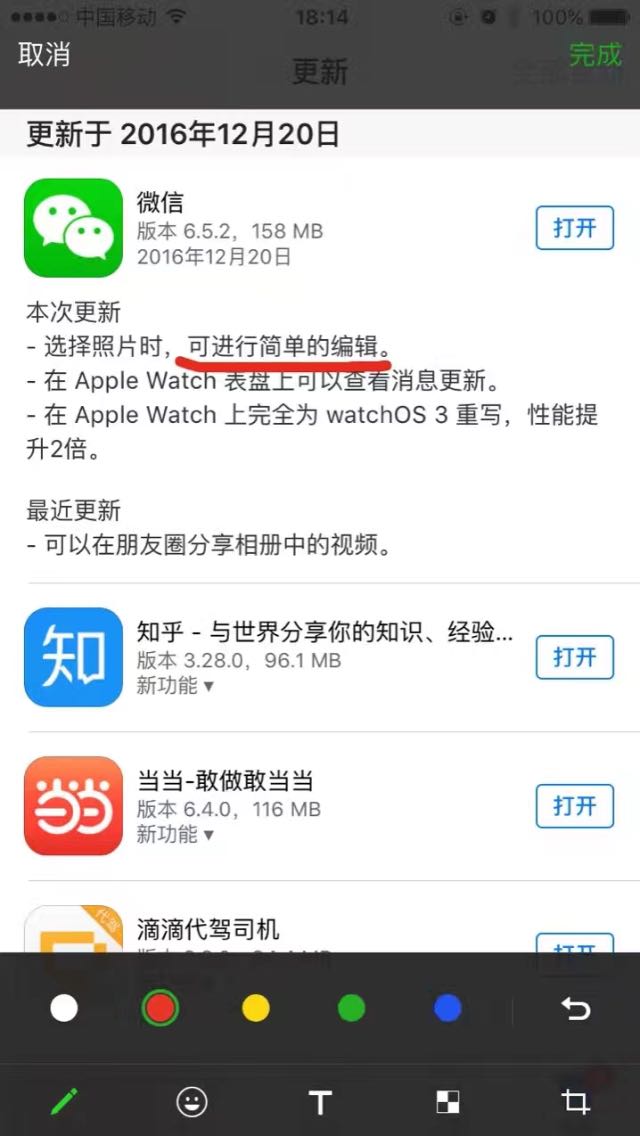 中国移动 18:14 100%
取消 更新 完成
更新于 2016年12月20日
微信
版本 6.5.2，158 MB
2016年12月20日
打开
本次更新
- 选择照片时，可进行简单的编辑。
- 在 Apple Watch 表盘上可以查看消息更新。
- 在 Apple Watch 上完全为 watchOS 3 重写，性能提
升2倍。
最近更新
- 可以在朋友圈分享相册中的视频。
知
知乎 - 与世界分享你的知识、经验...
版本 3.28.0，96.1 MB
新功能 ▾
打开
当当
当当-敢做敢当当
版本 6.4.0，116 MB
新功能 ▾
打开
代驾
滴滴代驾司机
打开
T